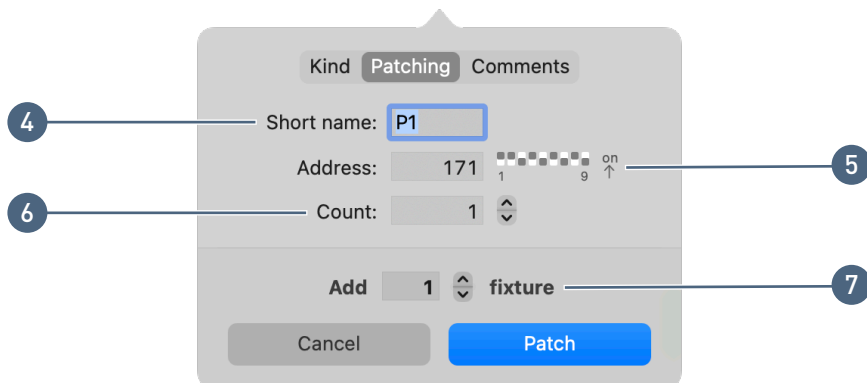 Kind Patching Comments
4 Short name: P1
Address: 171 1 9 on ↑ 5
6 Count: 1
Add 1 fixture 7
Cancel Patch